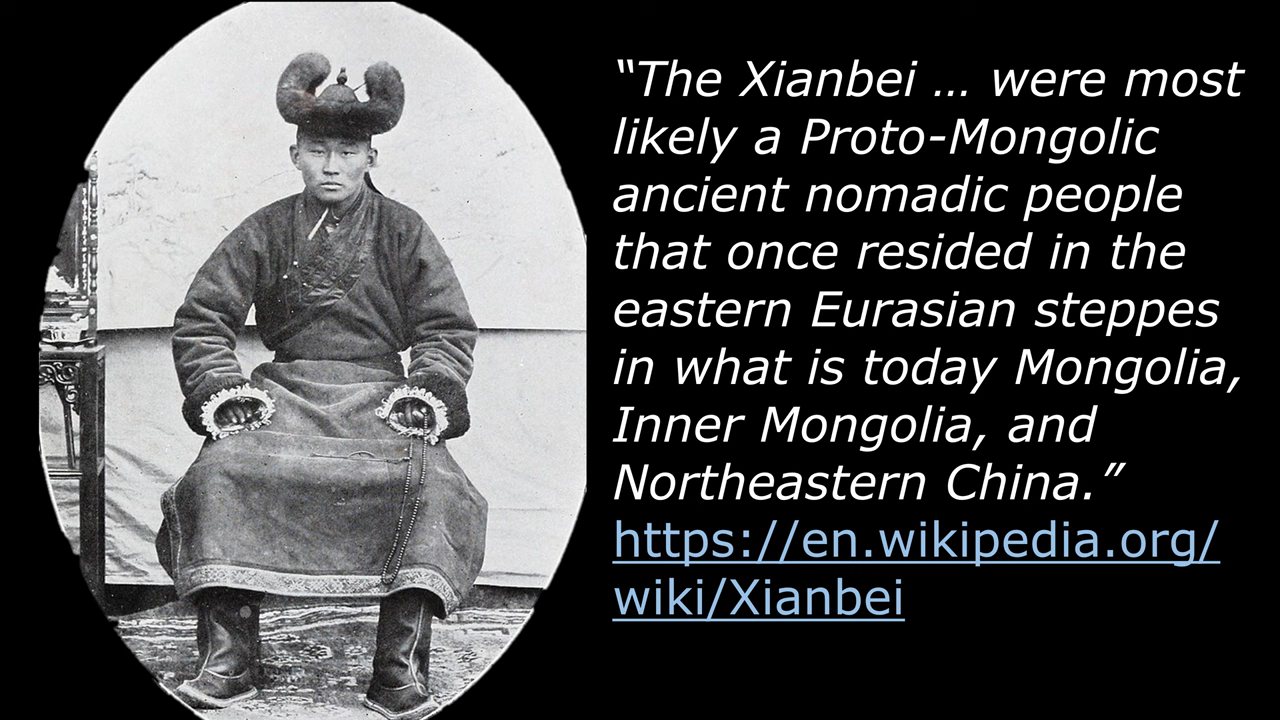 “The Xianbei … were most
likely a Proto-Mongolic
ancient nomadic people
that once resided in the
eastern Eurasian steppes
in what is today Mongolia,
Inner Mongolia, and
Northeastern China.”
https://en.wikipedia.org/
wiki/Xianbei